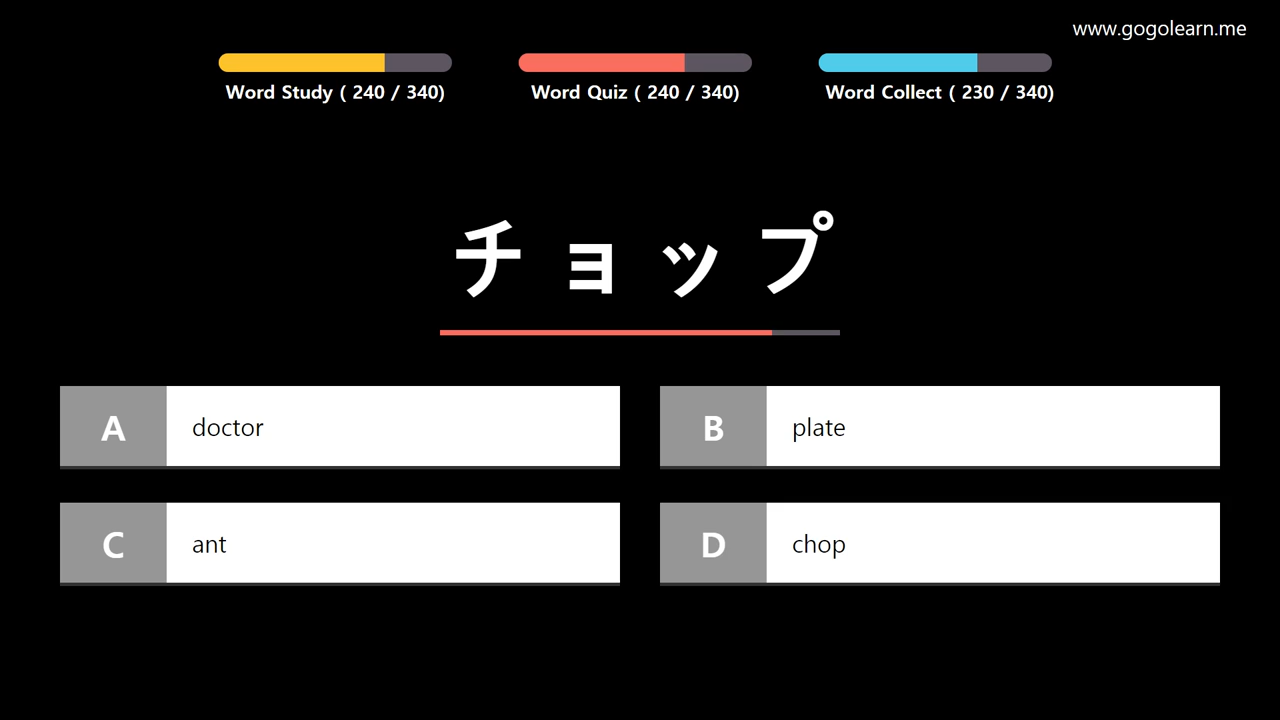 www.gogolearn.me
Word Study ( 240 / 340)
Word Quiz ( 240 / 340)
Word Collect ( 230 / 340)
チョップ
A doctor
B plate
C ant
D chop